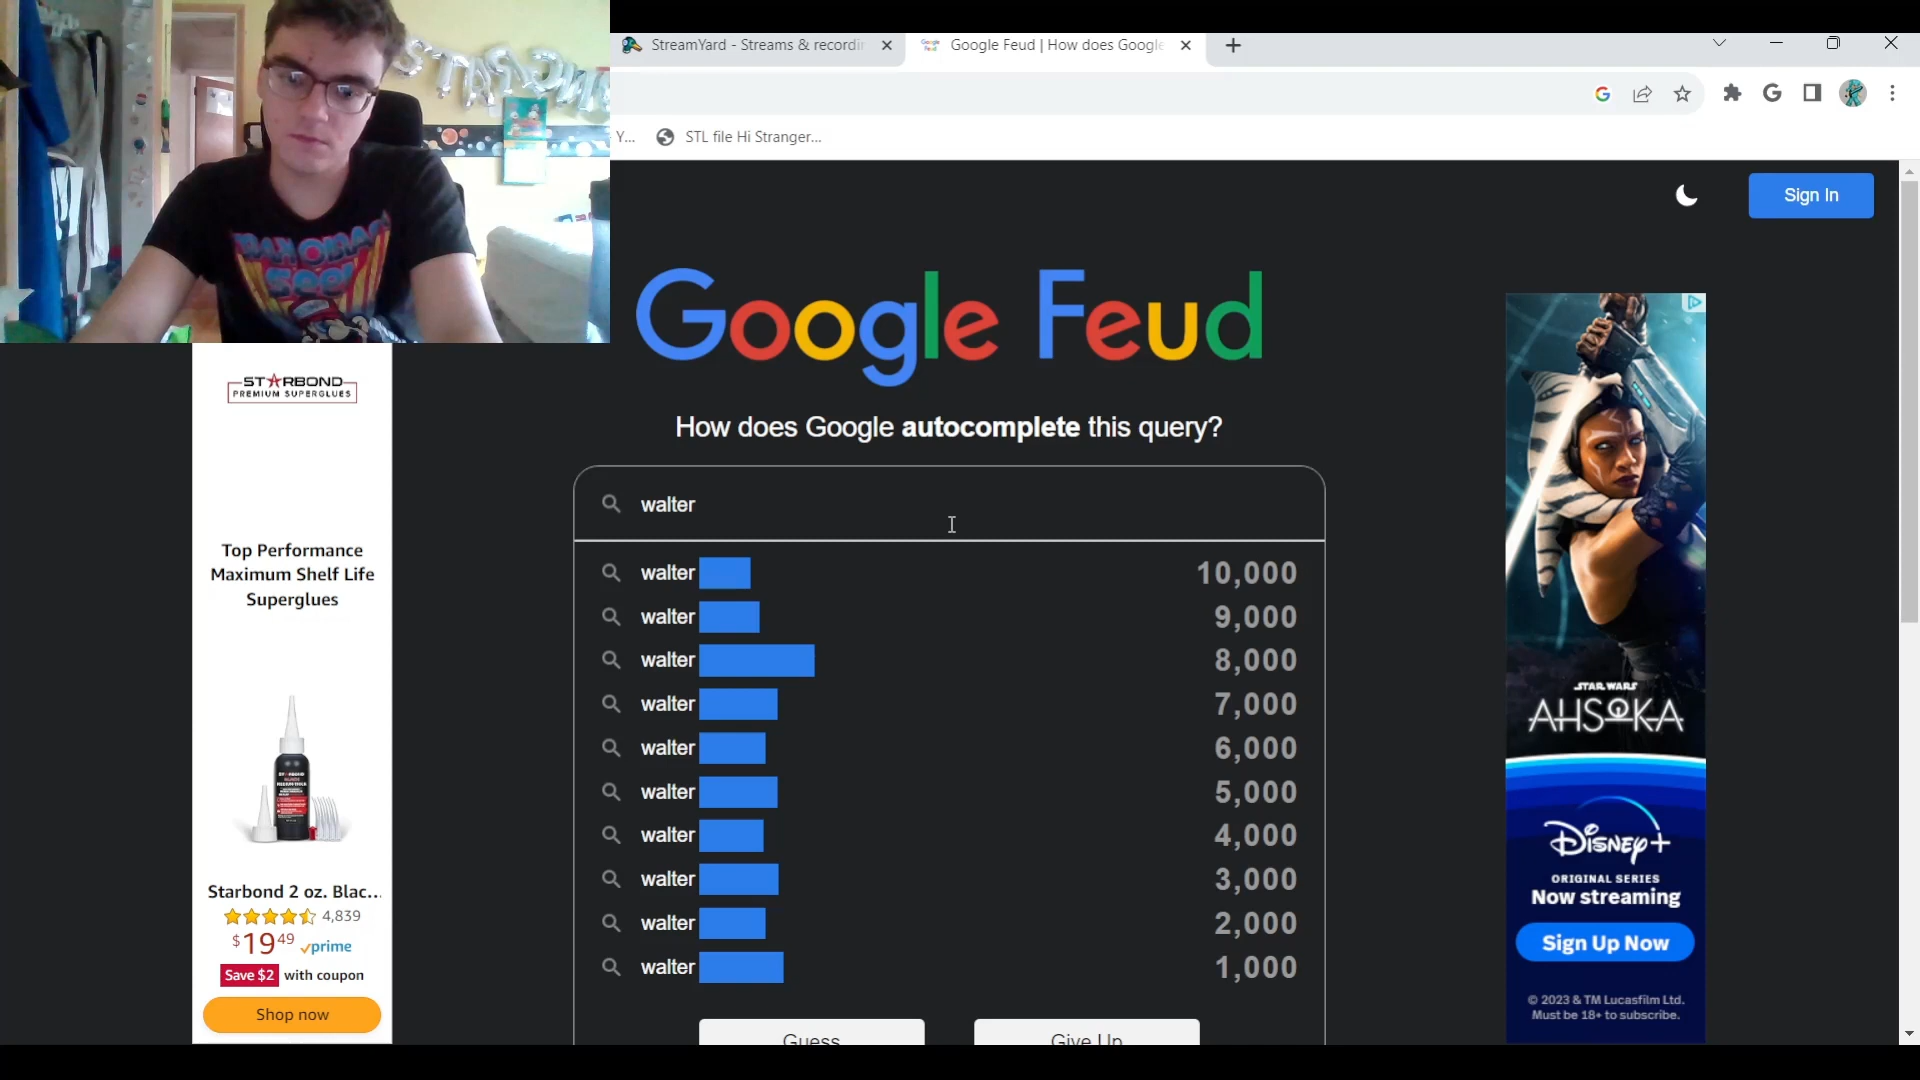 StreamYard - Streams & recordin
Google Feud | How does Google
Y...
STL file Hi Stranger...
Sign In
Google Feud
How does Google autocomplete this query?
walter
walter 10,000
walter 9,000
walter 8,000
walter 7,000
walter 6,000
walter 5,000
walter 4,000
walter 3,000
walter 2,000
walter 1,000
Guess
Give Up
STARBOND
PREMIUM SUPERGLUES
Top Performance
Maximum Shelf Life
Superglues
Starbond 2 oz. Blac...
4,839
$19 49 prime
Save $2 with coupon
Shop now
STAR WARS
AHSOKA
Disney+
ORIGINAL SERIES
Now streaming
Sign Up Now
© 2023 & TM Lucasfilm Ltd.
Must be 18+ to subscribe.